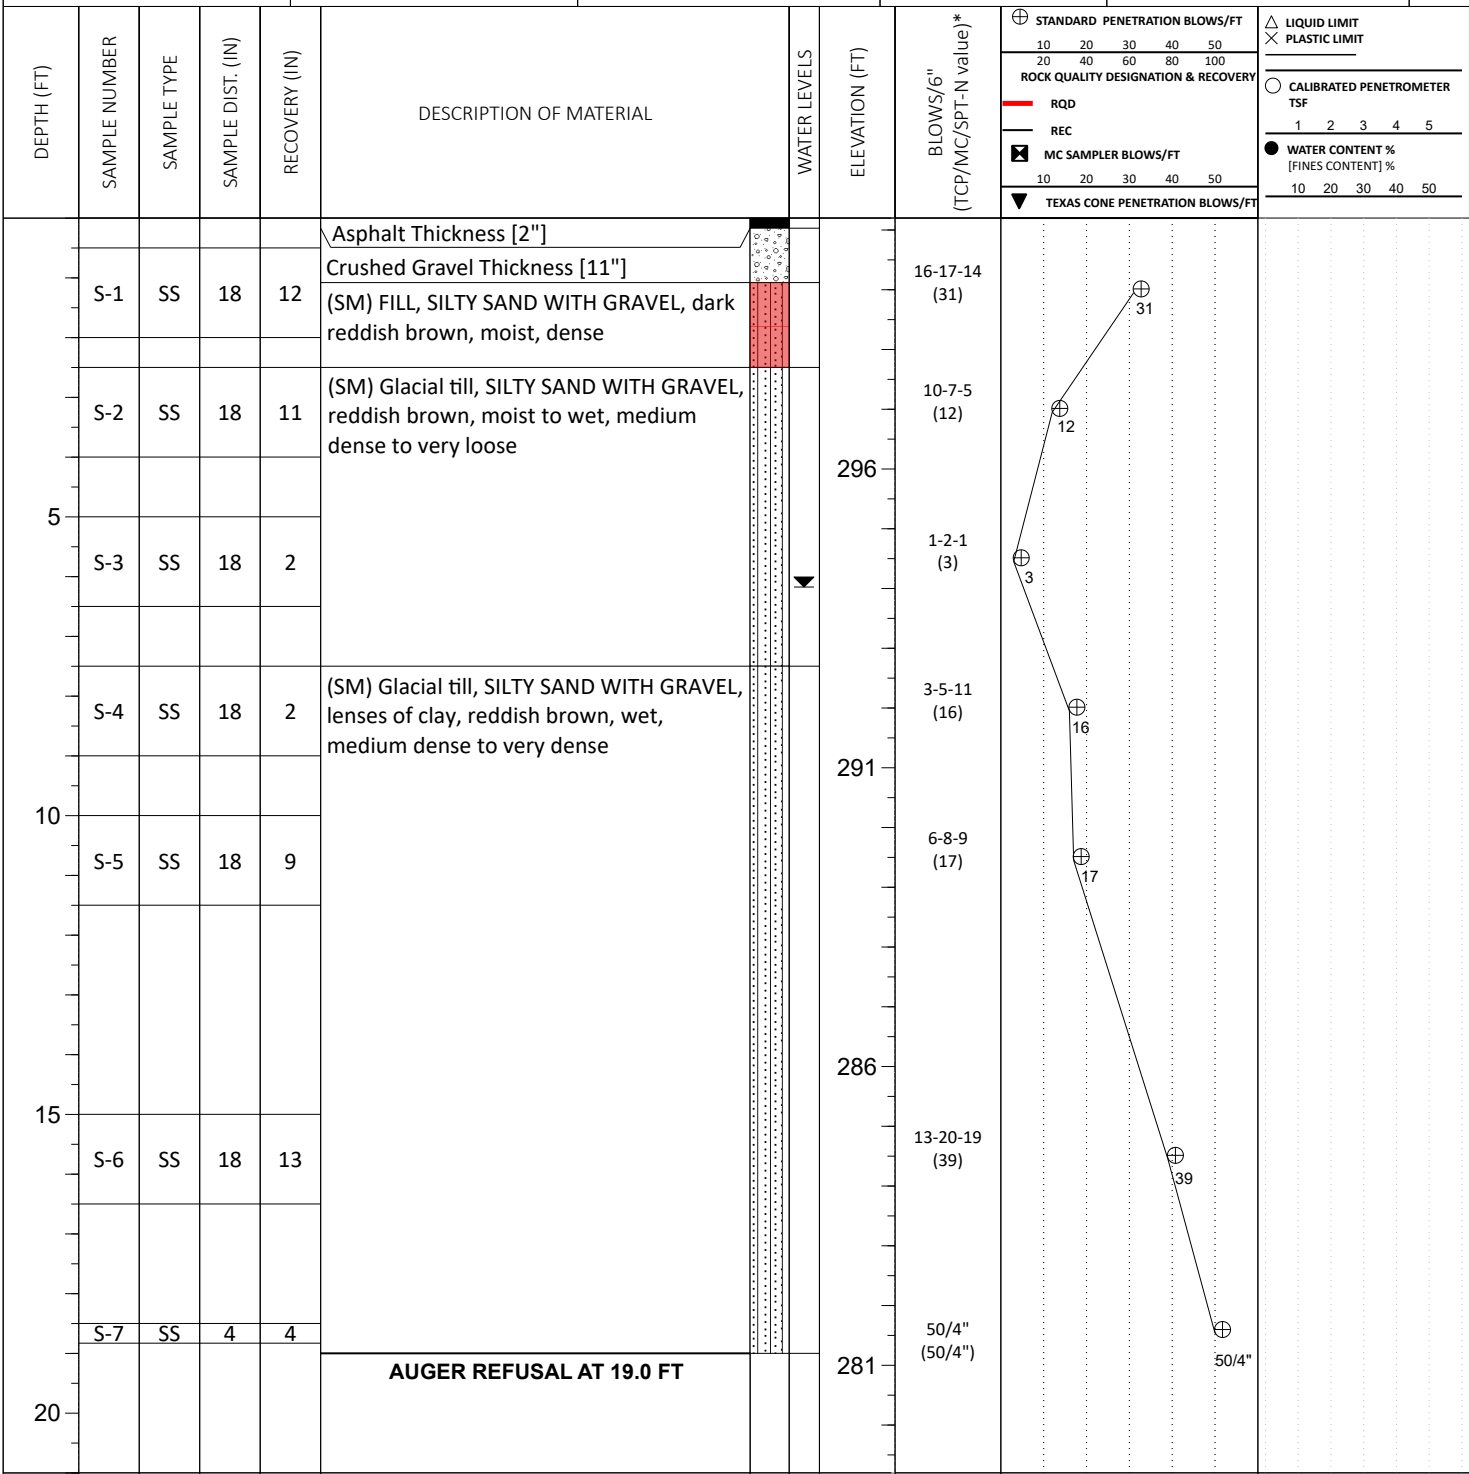 DEPTH (FT)
SAMPLE NUMBER
SAMPLE TYPE
SAMPLE DIST. (IN)
RECOVERY (IN)
DESCRIPTION OF MATERIAL
WATER LEVELS
ELEVATION (FT)
BLOWS/6"
(TCP/MC/SPT-N value)*
STANDARD PENETRATION BLOWS/FT
10 20 30 40 50
20 40 60 80 100
ROCK QUALITY DESIGNATION & RECOVERY
RQD
REC
MC SAMPLER BLOWS/FT
10 20 30 40 50
TEXAS CONE PENETRATION BLOWS/FT
LIQUID LIMIT
PLASTIC LIMIT
CALIBRATED PENETROMETER
TSF
1 2 3 4 5
WATER CONTENT %
[FINES CONTENT] %
10 20 30 40 50
Asphalt Thickness [2"]
Crushed Gravel Thickness [11"]
S-1 SS 18 12
(SM) FILL, SILTY SAND WITH GRAVEL, dark
reddish brown, moist, dense
16-17-14
(31)
31
S-2 SS 18 11
(SM) Glacial till, SILTY SAND WITH GRAVEL,
reddish brown, moist to wet, medium
dense to very loose
10-7-5
(12)
12
296
5
S-3 SS 18 2
1-2-1
(3)
3
S-4 SS 18 2
(SM) Glacial till, SILTY SAND WITH GRAVEL,
lenses of clay, reddish brown, wet,
medium dense to very dense
3-5-11
(16)
16
291
10
S-5 SS 18 9
6-8-9
(17)
17
286
15
S-6 SS 18 13
13-20-19
(39)
39
S-7 SS 4 4
50/4"
(50/4")
50/4"
AUGER REFUSAL AT 19.0 FT
281
20